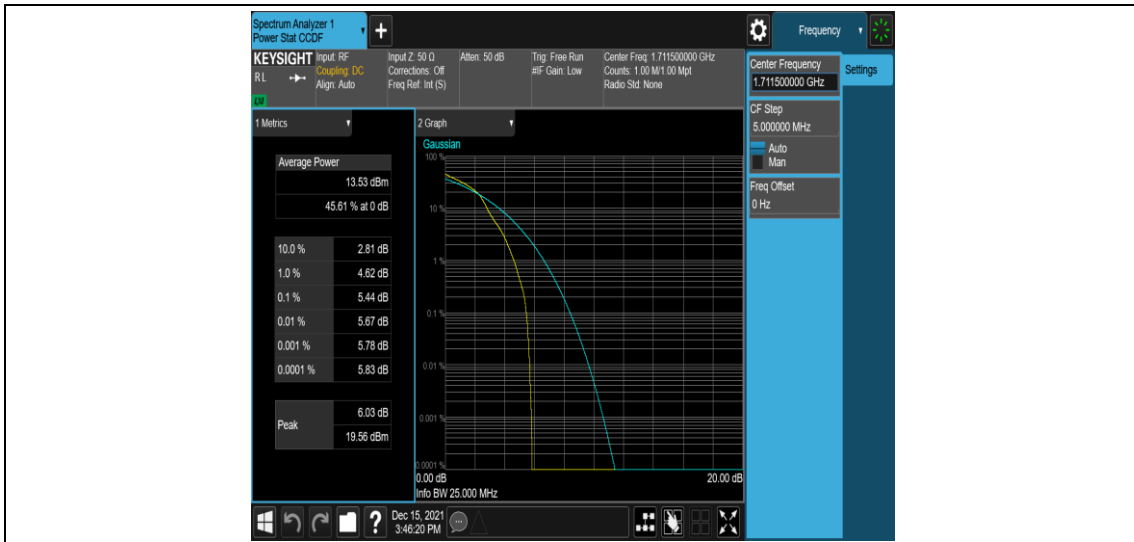 Spectrum Analyzer 1
Power Stat CCDF
+
Frequency
KEYSIGHT
RL
Input: RF
Coupling: DC
Align: Auto
Input Z: 50 Ω
Corrections: Off
Freq Ref: Int (S)
Atten: 50 dB
Trig: Free Run
#IF Gain: Low
Center Freq: 1.711500000 GHz
Counts: 1.00 M/1.00 Mpt
Radio Std: None
Center Frequency
1.711500000 GHz
Settings
CF Step
5.000000 MHz
Auto
Man
Freq Offset
0 Hz
1 Metrics
Average Power
13.53 dBm
45.61 % at 0 dB
10.0 % 2.81 dB
1.0 % 4.62 dB
0.1 % 5.44 dB
0.01 % 5.67 dB
0.001 % 5.78 dB
0.0001 % 5.83 dB
Peak
6.03 dB
19.56 dBm
2 Graph
Gaussian
100 %
10 %
1 %
0.1 %
0.01 %
0.001 %
0.0001 %
0.00 dB 20.00 dB
Info BW 25.000 MHz
?
Dec 15, 2021
3:46:20 PM